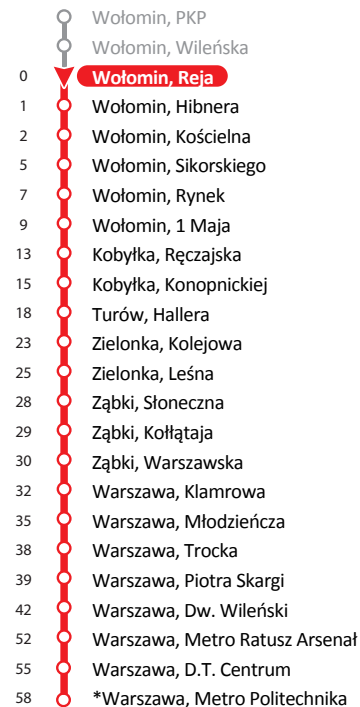 Wołomin, PKP
Wołomin, Wileńska
0 Wołomin, Reja
1 Wołomin, Hibnera
2 Wołomin, Kościelna
5 Wołomin, Sikorskiego
7 Wołomin, Rynek
9 Wołomin, 1 Maja
13 Kobyłka, Ręczajska
15 Kobyłka, Konopnickiej
18 Turów, Hallera
23 Zielonka, Kolejowa
25 Zielonka, Leśna
28 Ząbki, Słoneczna
29 Ząbki, Kołłątaja
30 Ząbki, Warszawska
32 Warszawa, Klamrowa
35 Warszawa, Młodzieńcza
38 Warszawa, Trocka
39 Warszawa, Piotra Skargi
42 Warszawa, Dw. Wileński
52 Warszawa, Metro Ratusz Arsenał
55 Warszawa, D.T. Centrum
58 *Warszawa, Metro Politechnika